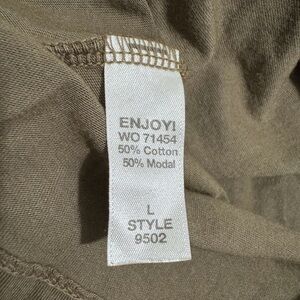 ENJOY!
WO 71454
50% Cotton
50% Modal
L
STYLE
9502